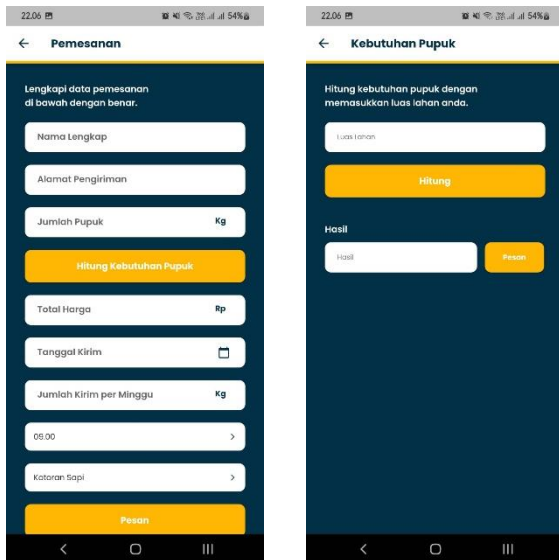 22.06
54%
Pemesanan
Lengkapi data pemesanan
di bawah dengan benar.
Nama Lengkap
Alamat Pengiriman
Jumlah Pupuk Kg
Hitung Kebutuhan Pupuk
Total Harga Rp
Tanggal Kirim
Jumlah Kirim per Minggu Kg
09.00
Kotoran Sapi
Pesan
22.06
54%
Kebutuhan Pupuk
Hitung kebutuhan pupuk dengan
memasukkan luas lahan anda.
Luas Lahan
Hitung
Hasil
Hasil Pesan